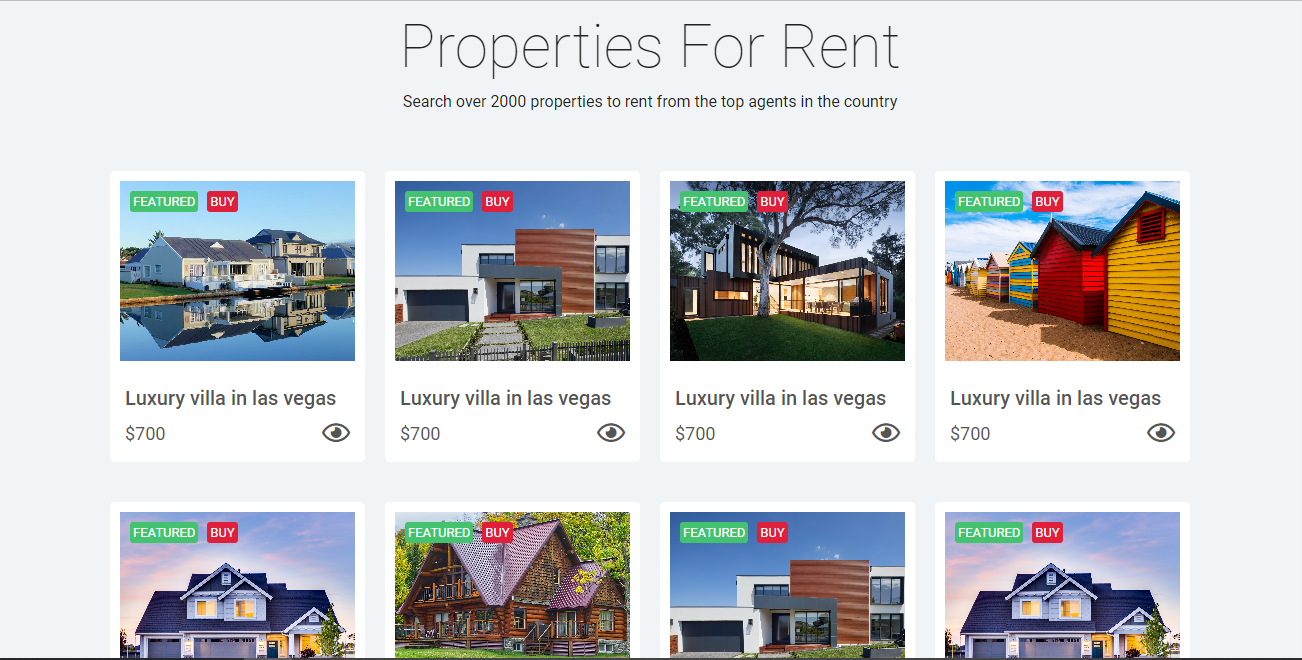 Properties For Rent
Search over 2000 properties to rent from the top agents in the country
FEATURED BUY
FEATURED BUY
FEATURED BUY
FEATURED BUY
Luxury villa in las vegas
Luxury villa in las vegas
Luxury villa in las vegas
Luxury villa in las vegas
$700
$700
$700
$700
FEATURED BUY
FEATURED BUY
FEATURED BUY
FEATURED BUY